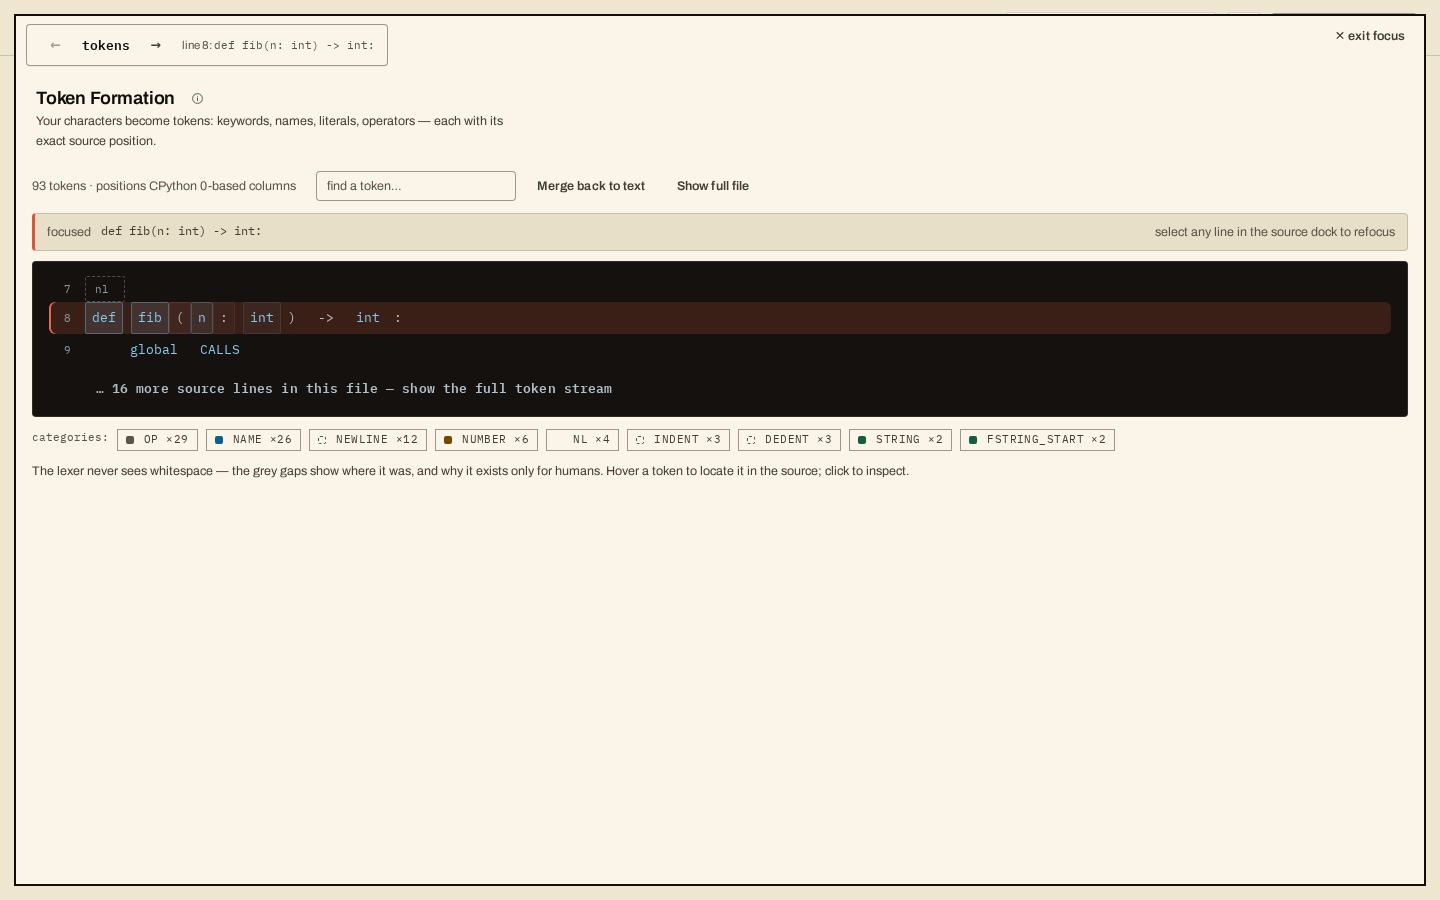 ← tokens → line 8: def fib(n: int) -> int:
✕ exit focus
Token Formation ⓘ
Your characters become tokens: keywords, names, literals, operators — each with its
exact source position.
93 tokens · positions CPython 0-based columns find a token... Merge back to text Show full file
focused def fib(n: int) -> int: select any line in the source dock to refocus
7 nl
8 def fib ( n : int ) -> int :
9 global CALLS
… 16 more source lines in this file — show the full token stream
categories: OP ×29 NAME ×26 NEWLINE ×12 NUMBER ×6 NL ×4 INDENT ×3 DEDENT ×3 STRING ×2 FSTRING_START ×2
The lexer never sees whitespace — the grey gaps show where it was, and why it exists only for humans. Hover a token to locate it in the source; click to inspect.